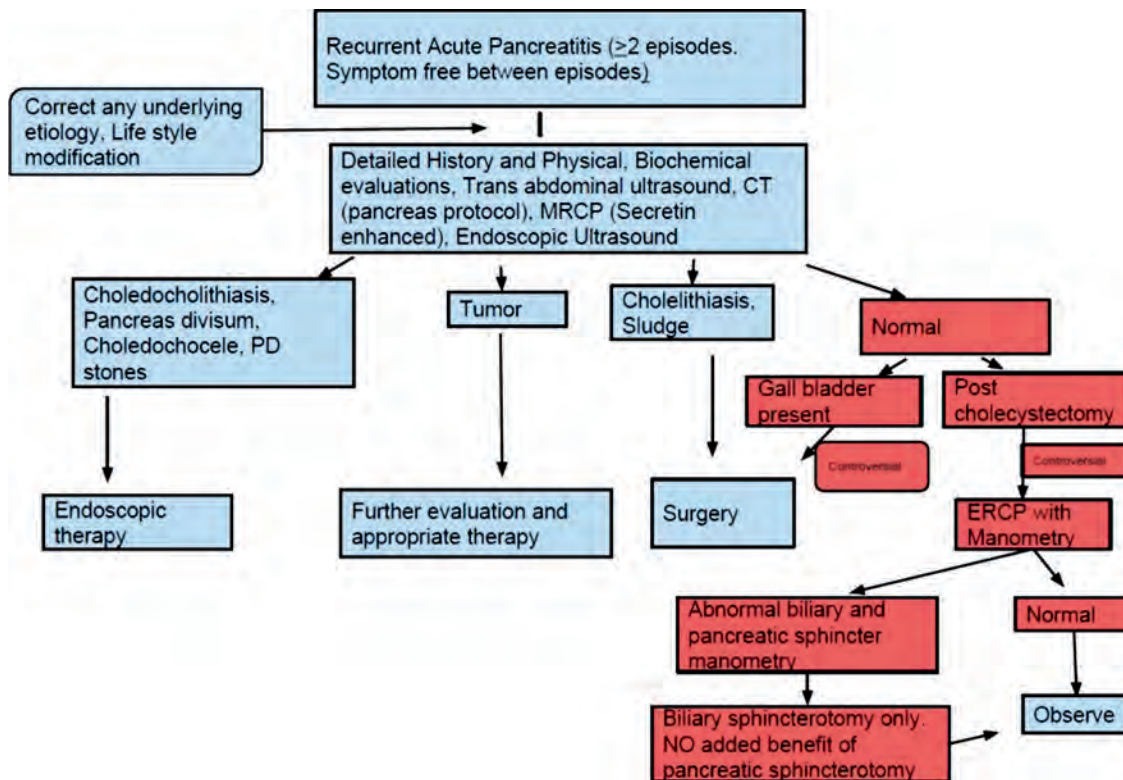 Recurrent Acute Pancreatitis (≥2 episodes.
Symptom free between episodes)
Correct any underlying
etiology, Life style
modification
Detailed History and Physical, Biochemical
evaluations, Trans abdominal ultrasound, CT
(pancreas protocol), MRCP (Secretin
enhanced), Endoscopic Ultrasound
Choledocholithiasis,
Pancreas divisum,
Choledochocele, PD
stones
Tumor
Cholelithiasis,
Sludge
Normal
Gall bladder
present
Post
cholecystectomy
Controversial
Controversial
Endoscopic
therapy
Further evaluation and
appropriate therapy
Surgery
ERCP with
Manometry
Abnormal biliary and
pancreatic sphincter
manometry
Normal
Biliary sphincterotomy only.
NO added benefit of
pancreatic sphincterotomy
Observe